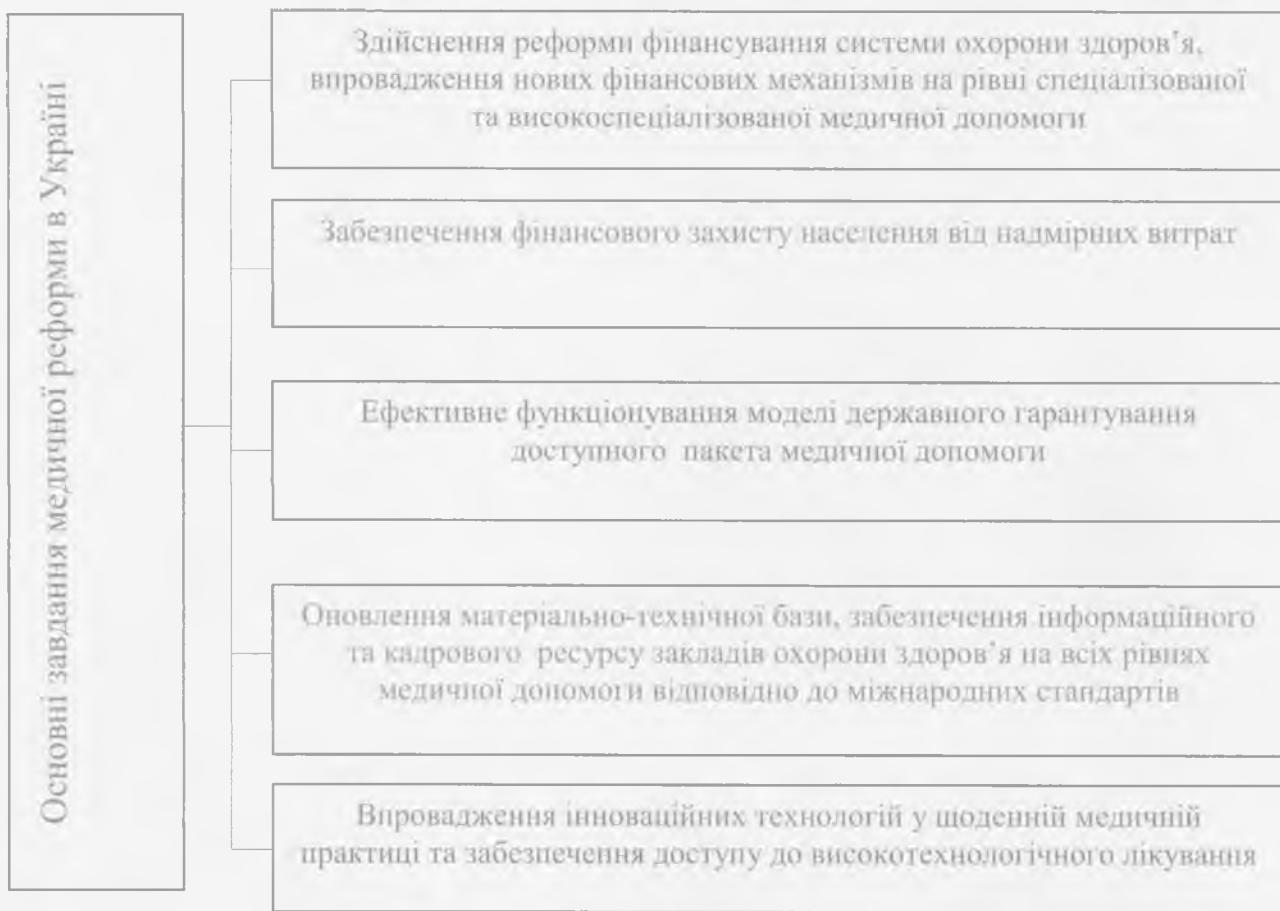 Основні завдання медичної реформи в Україні
Здійснення реформи фінансування системи охорони здоров’я,
впровадження нових фінансових механізмів на рівні спеціалізованої
та високоспеціалізованої медичної допомоги
Забезпечення фінансового захисту населення від надмірних витрат
Ефективне функціонування моделі державного гарантування
доступного пакета медичної допомоги
Оновлення матеріально-технічної бази, забезпечення інформаційного
та кадрового ресурсу закладів охорони здоров’я на всіх рівнях
медичної допомоги відповідно до міжнародних стандартів
Впровадження інноваційних технологій у щоденній медичній
практиці та забезпечення доступу до високотехнологічного лікування